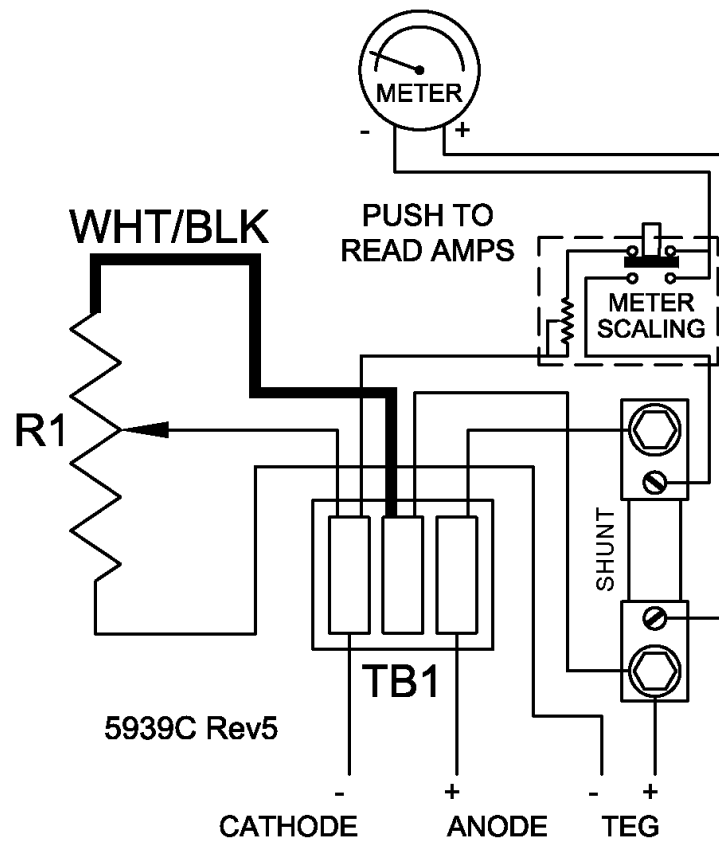 METER
- +
WHT/BLK
PUSH TO
READ AMPS
METER
SCALING
R1
SHUNT
TB1
5939C Rev5
- + - +
CATHODE ANODE TEG